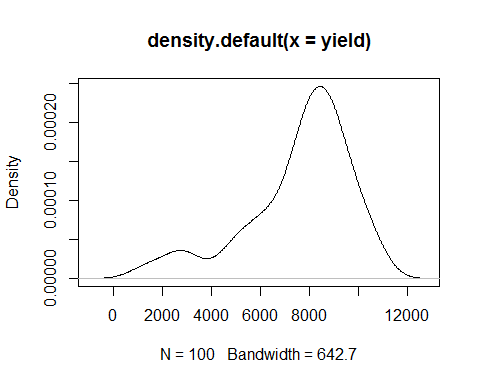 density.default(x = yield)
Density
0.00020
0.00010
0.00000
0 2000 4000 6000 8000 12000
N = 100 Bandwidth = 642.7